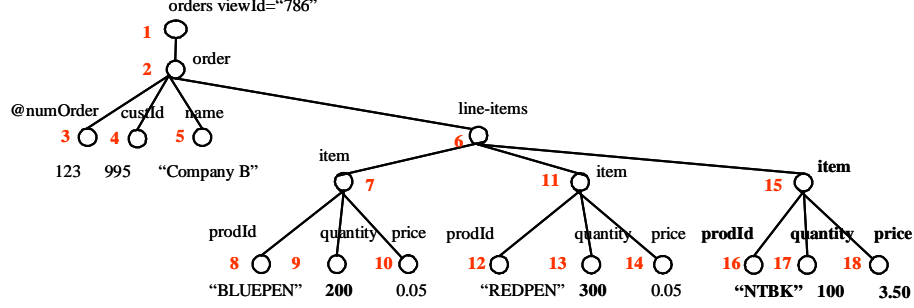 orders viewId=“786”
1
2 order
@numOrder custId name line-items
3 4 5 6
123 995 “Company B”
item item item
7 11 15
prodId quantity price prodId quantity price prodId quantity price
8 9 10 12 13 14 16 17 18
“BLUEPEN” 200 0.05 “REDPEN” 300 0.05 “NTBK” 100 3.50